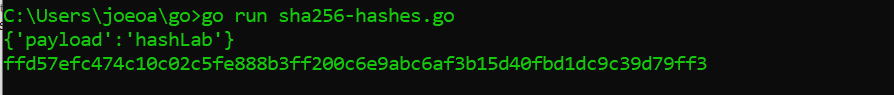 C:\Users\joeoa\go>go run sha256-hashes.go
{'payload':'hashLab'}
ffd57efc474c10c02c5fe888b3ff200c6e9abc6af3b15d40fbd1dc9c39d79ff3